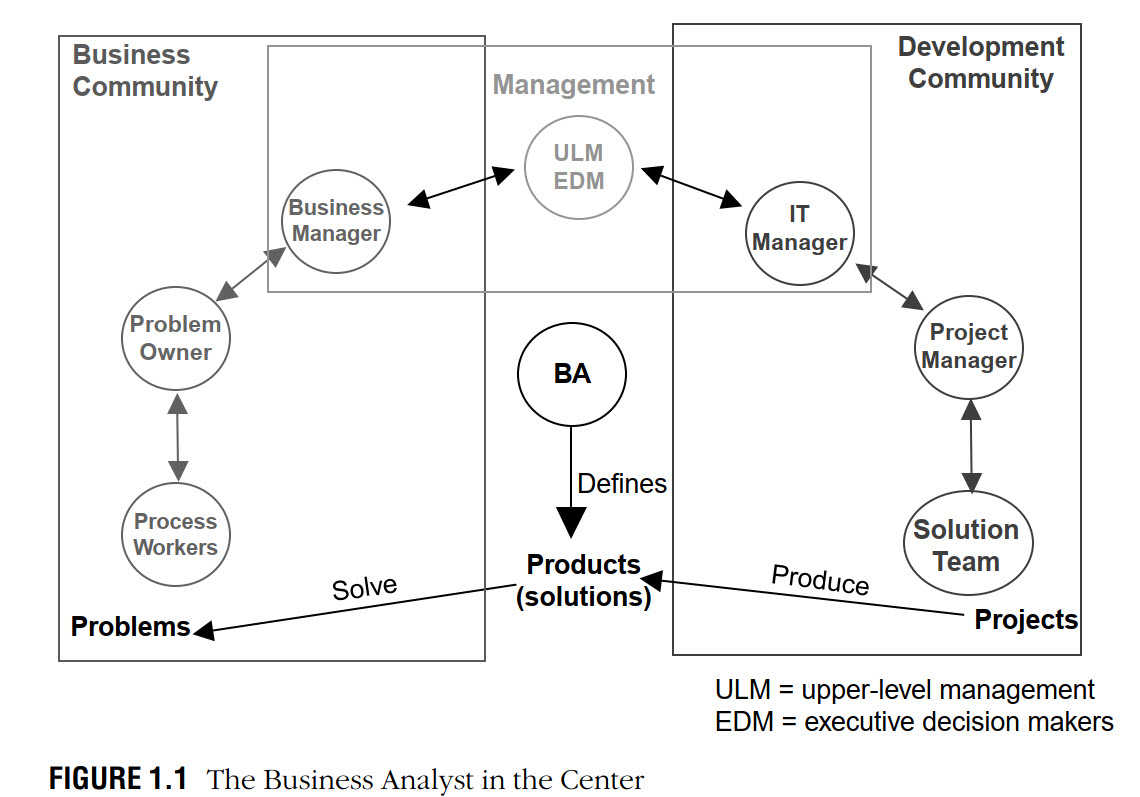 Business
Community
Development
Community
Management
ULM
EDM
Business
Manager
IT
Manager
Problem
Owner
BA
Project
Manager
Defines
Process
Workers
Solution
Team
Products
(solutions)
Solve
Produce
Problems
Projects
ULM = upper-level management
EDM = executive decision makers
FIGURE 1.1 The Business Analyst in the Center